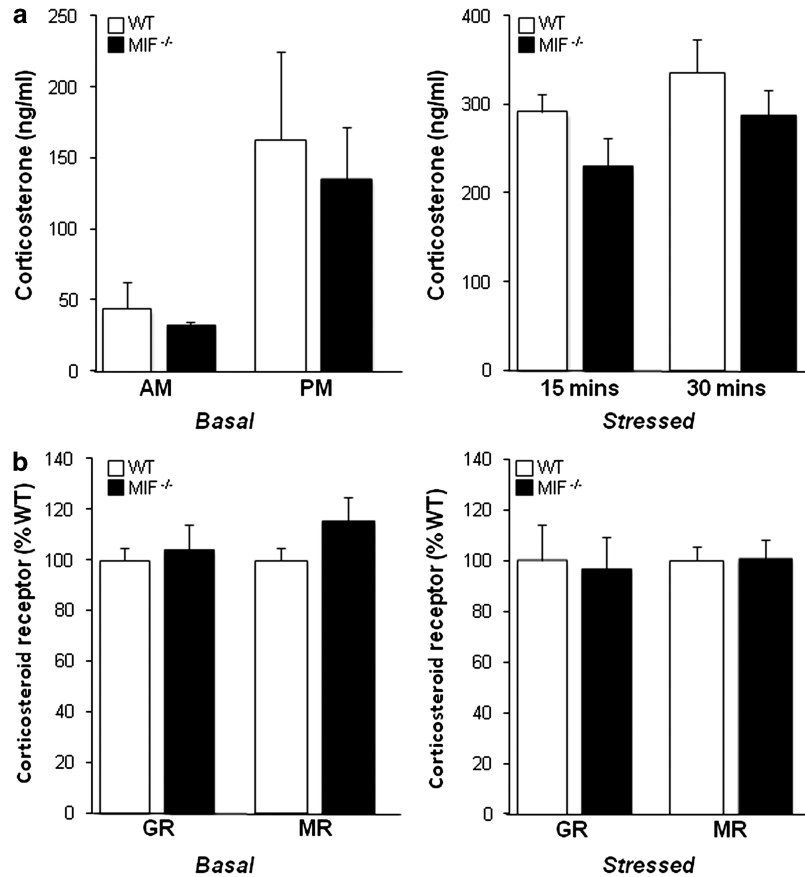 a
WT
MIF -/-
Corticosterone (ng/ml)
250
200
150
100
50
0
AM PM
Basal
WT
MIF -/-
Corticosterone (ng/ml)
400
300
200
100
0
15 mins 30 mins
Stressed
b
WT
MIF -/-
Corticosteroid receptor (%WT)
140
120
100
80
60
40
20
0
GR MR
Basal
WT
MIF -/-
Corticosteroid receptor (%WT)
140
120
100
80
60
40
20
0
GR MR
Stressed